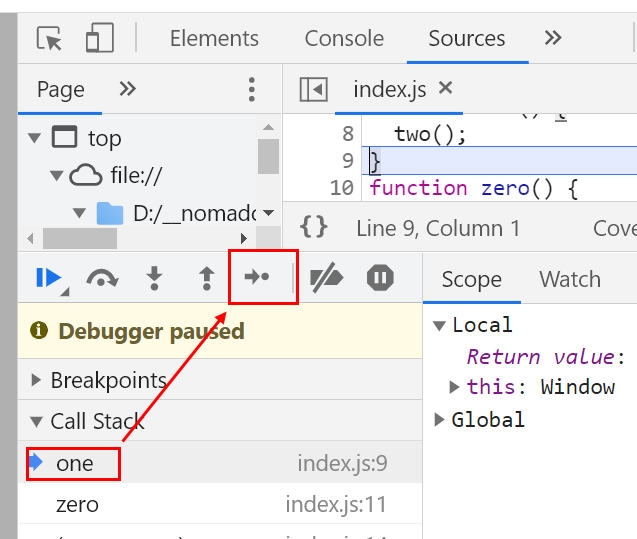 Elements Console Sources
Page
index.js
() {
8 two();
9 }
10 function zero() {
top
file://
{} Line 9, Column 1
Debugger paused
Breakpoints
Call Stack
one index.js:9
zero index.js:11
Scope Watch
Local
Return value:
this: Window
Global